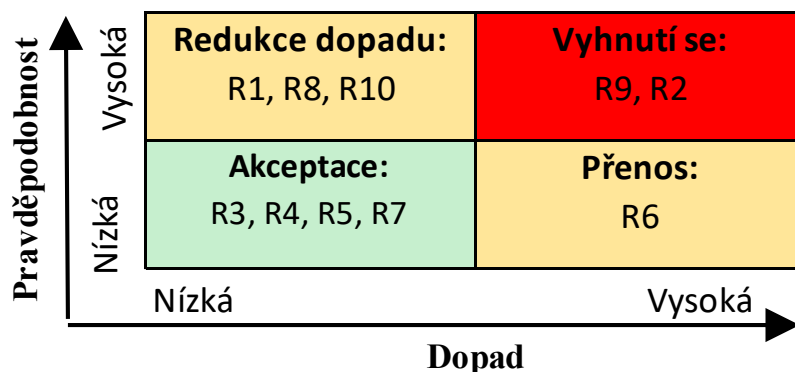 Pravděpodobnost
Vysoká
Nízká
Redukce dopadu:
R1, R8, R10
Vyhnutí se:
R9, R2
Akceptace:
R3, R4, R5, R7
Přenos:
R6
Nízká
Vysoká
Dopad